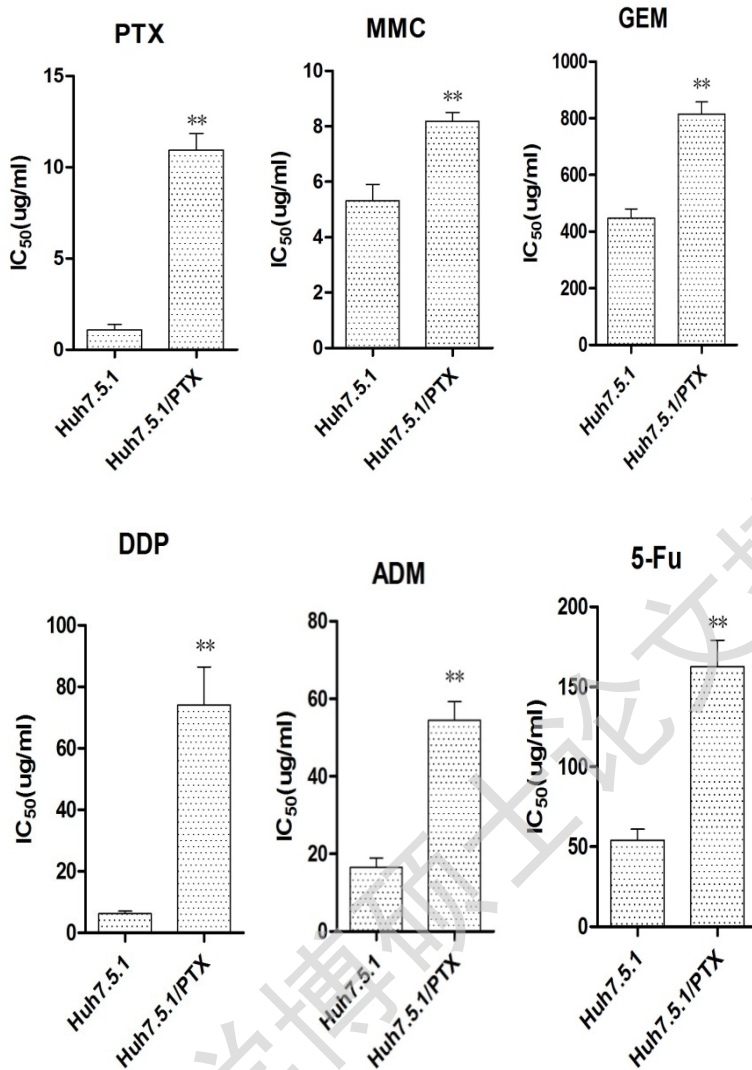 PTX
MMC
GEM
15
10
5
0
IC50(ug/ml)
**
Huh7.5.1
Huh7.5.1/PTX
10
8
6
4
2
0
IC50(ug/ml)
**
Huh7.5.1
Huh7.5.1/PTX
1000
800
600
400
200
0
IC50(ug/ml)
**
Huh7.5.1
Huh7.5.1/PTX
DDP
ADM
5-Fu
100
80
60
40
20
0
IC50(ug/ml)
**
Huh7.5.1
Huh7.5.1/PTX
80
60
40
20
0
IC50(ug/ml)
**
Huh7.5.1
Huh7.5.1/PTX
200
150
100
50
0
IC50(ug/ml)
**
Huh7.5.1
Huh7.5.1/PTX
博硕士论文